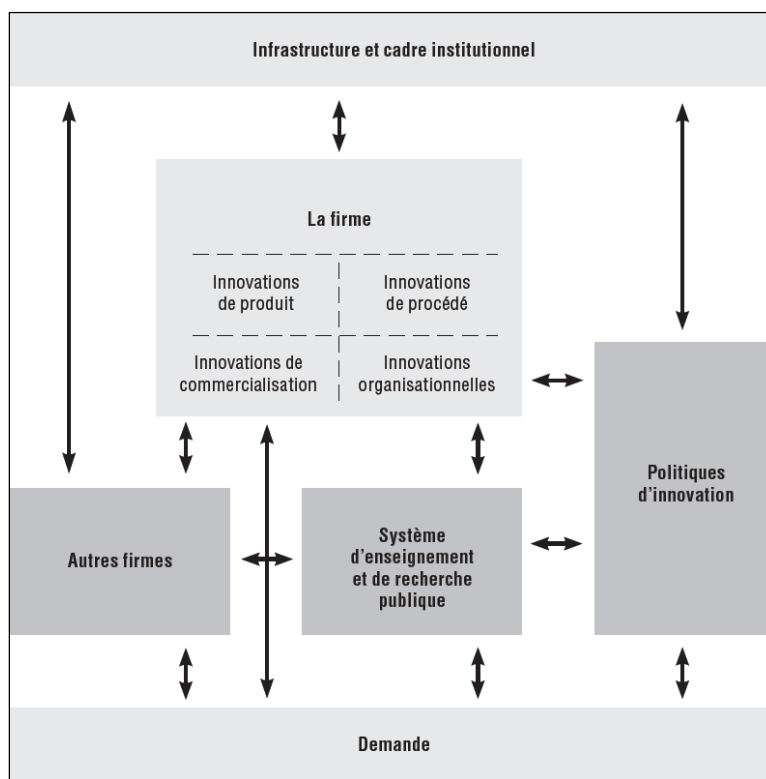 Infrastructure et cadre institutionnel
La firme
Innovations
de produit
Innovations
de procédé
Innovations de
commercialisation
Innovations
organisationnelles
Politiques
d'innovation
Autres firmes
Système
d'enseignement
et de recherche
publique
Demande